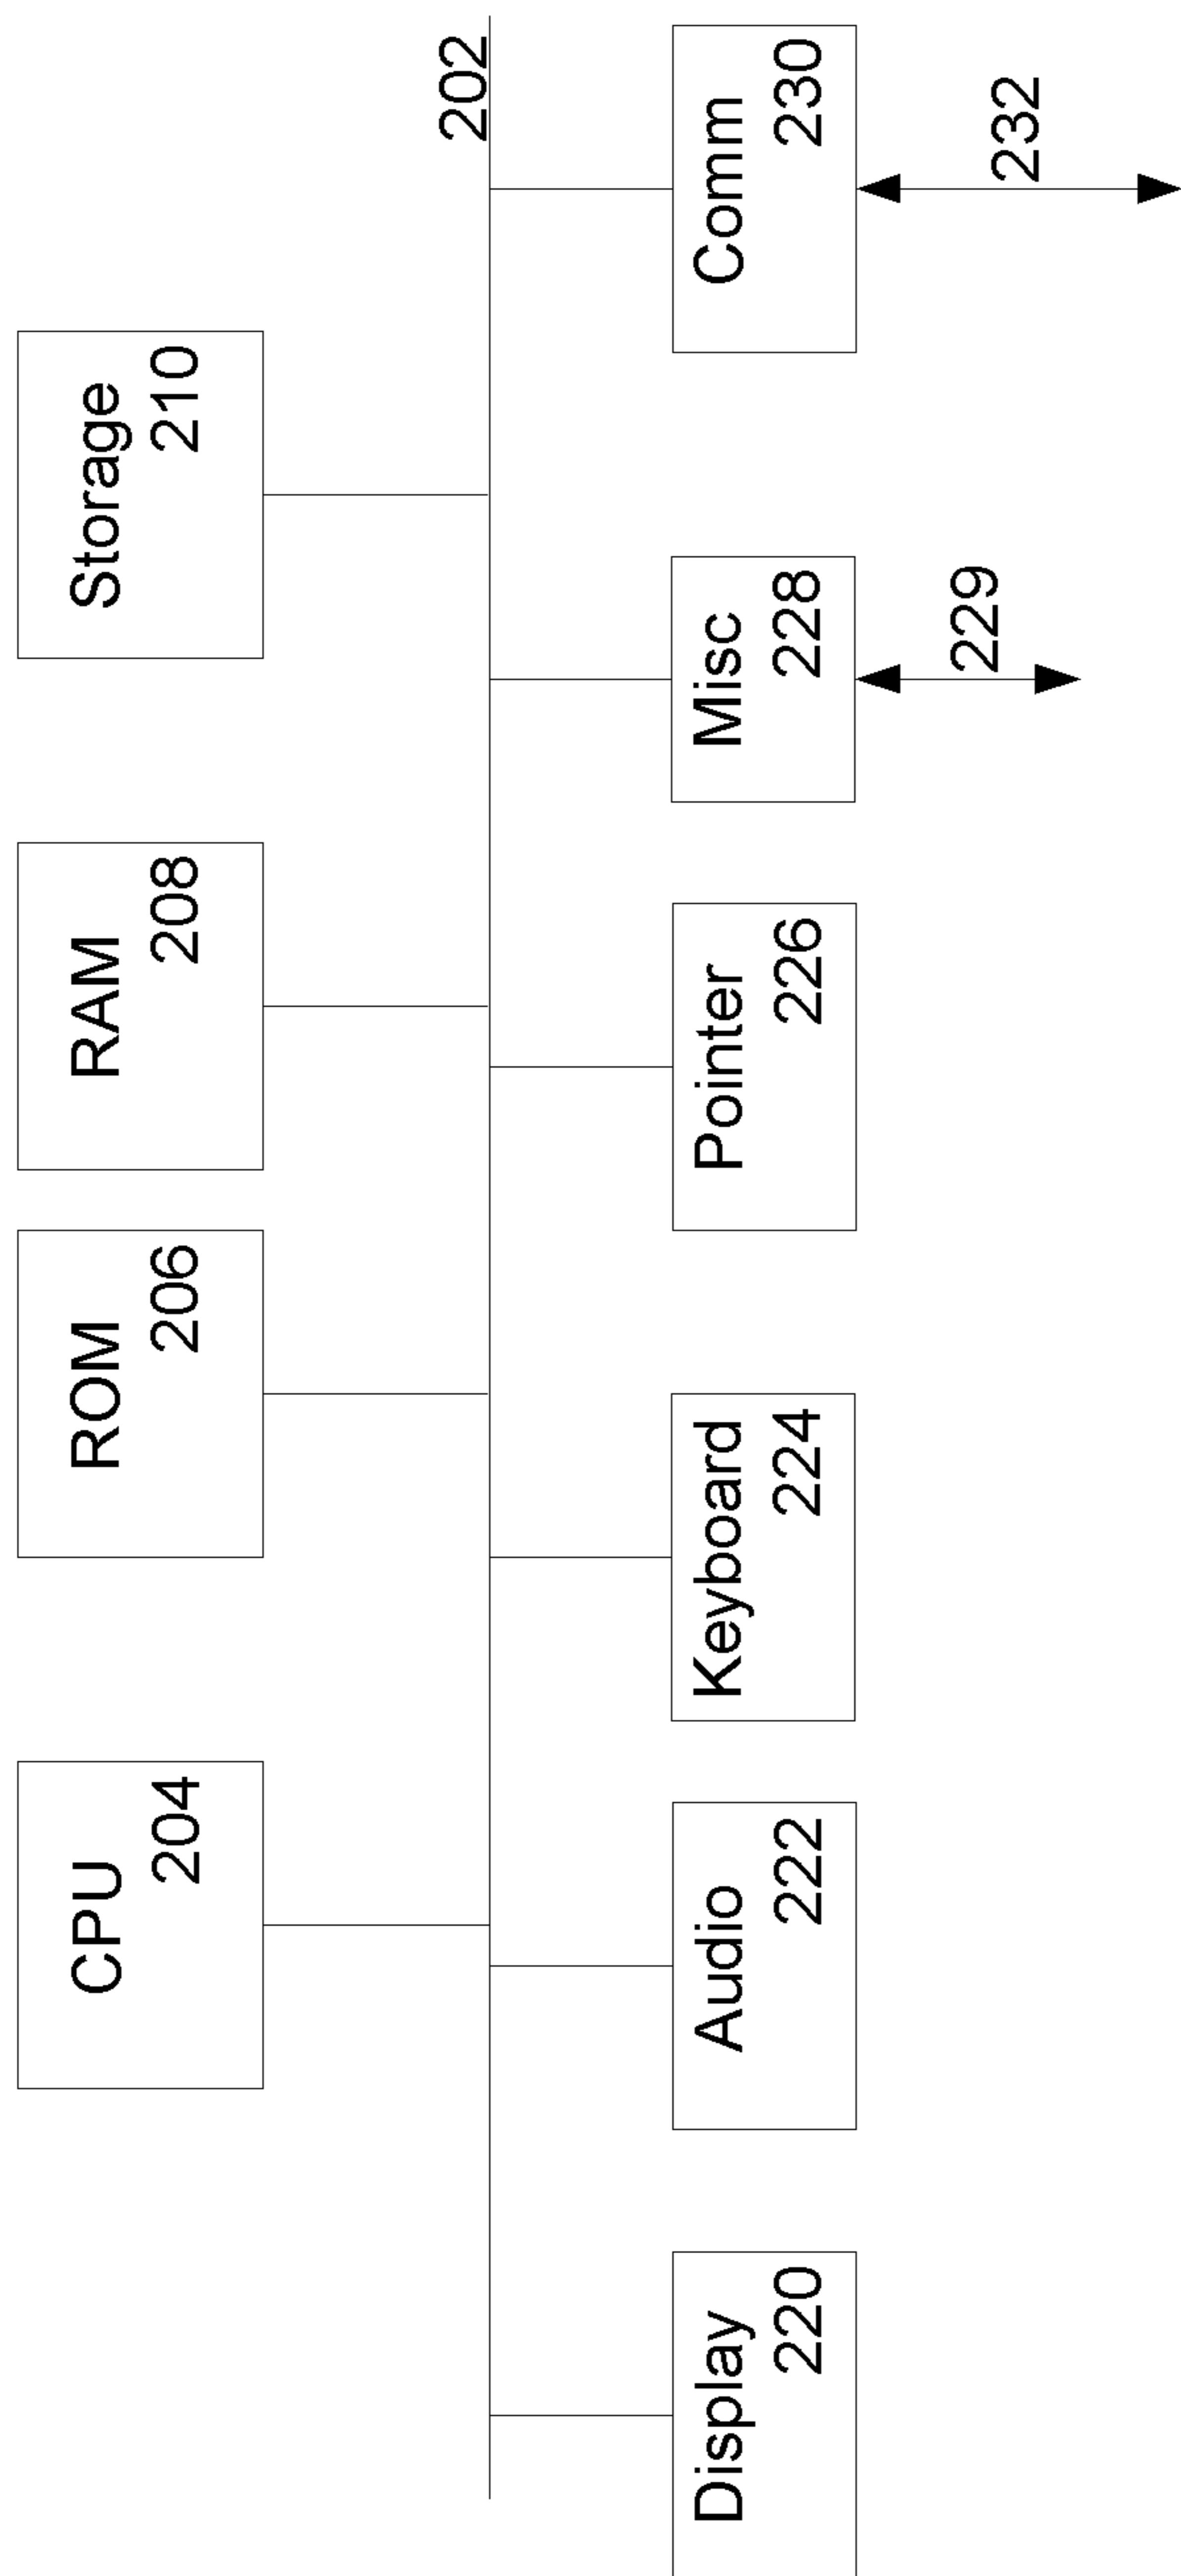 CPU
204
ROM
206
RAM
208
Storage
210
202
Display
220
Audio
222
Keyboard
224
Pointer
226
Misc
228
Comm
230
229
232